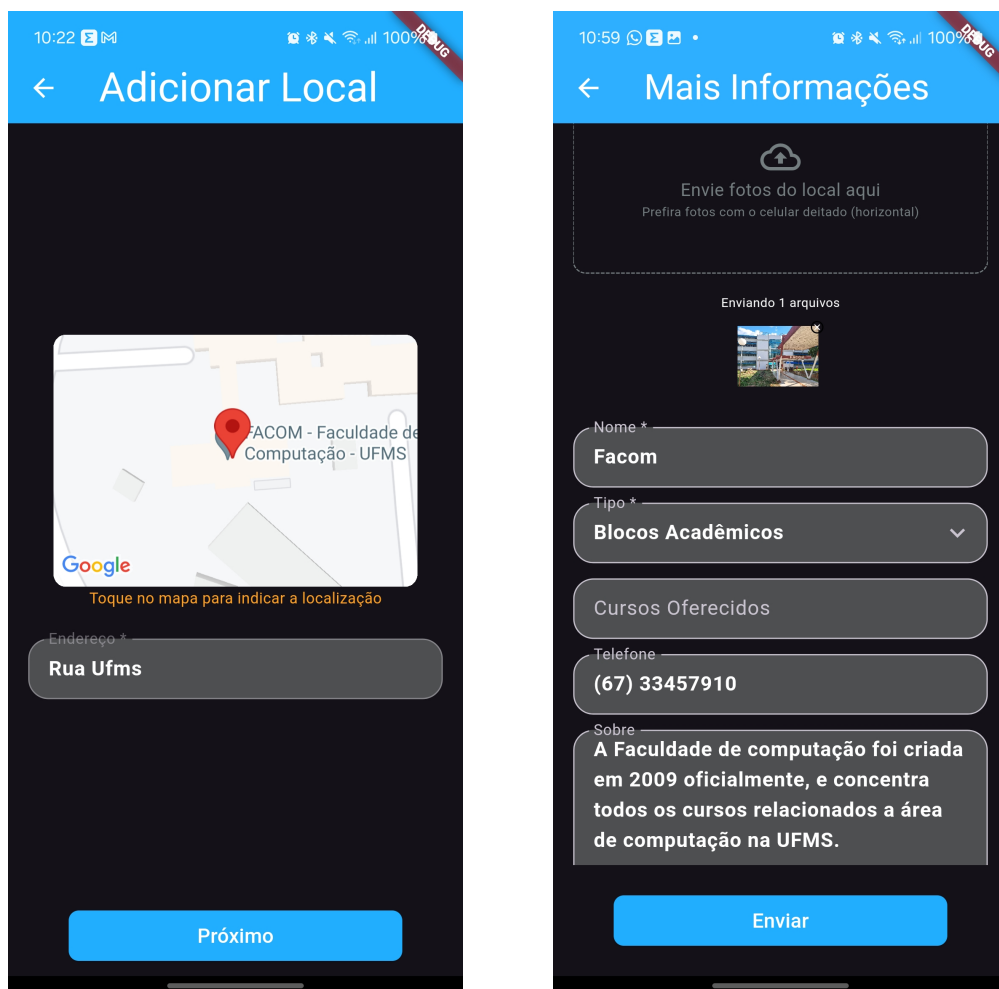 10:22
100%
DEBUG
Adicionar Local
FACOM - Faculdade de
Computação - UFMS
Google
Toque no mapa para indicar a localização
Endereço *
Rua Ufms
Próximo
10:59
100%
DEBUG
Mais Informações
Envie fotos do local aqui
Prefira fotos com o celular deitado (horizontal)
Enviando 1 arquivos
Nome *
Facom
Tipo *
Blocos Acadêmicos
Cursos Oferecidos
Telefone
(67) 33457910
Sobre
A Faculdade de computação foi criada
em 2009 oficialmente, e concentra
todos os cursos relacionados a área
de computação na UFMS.
Enviar